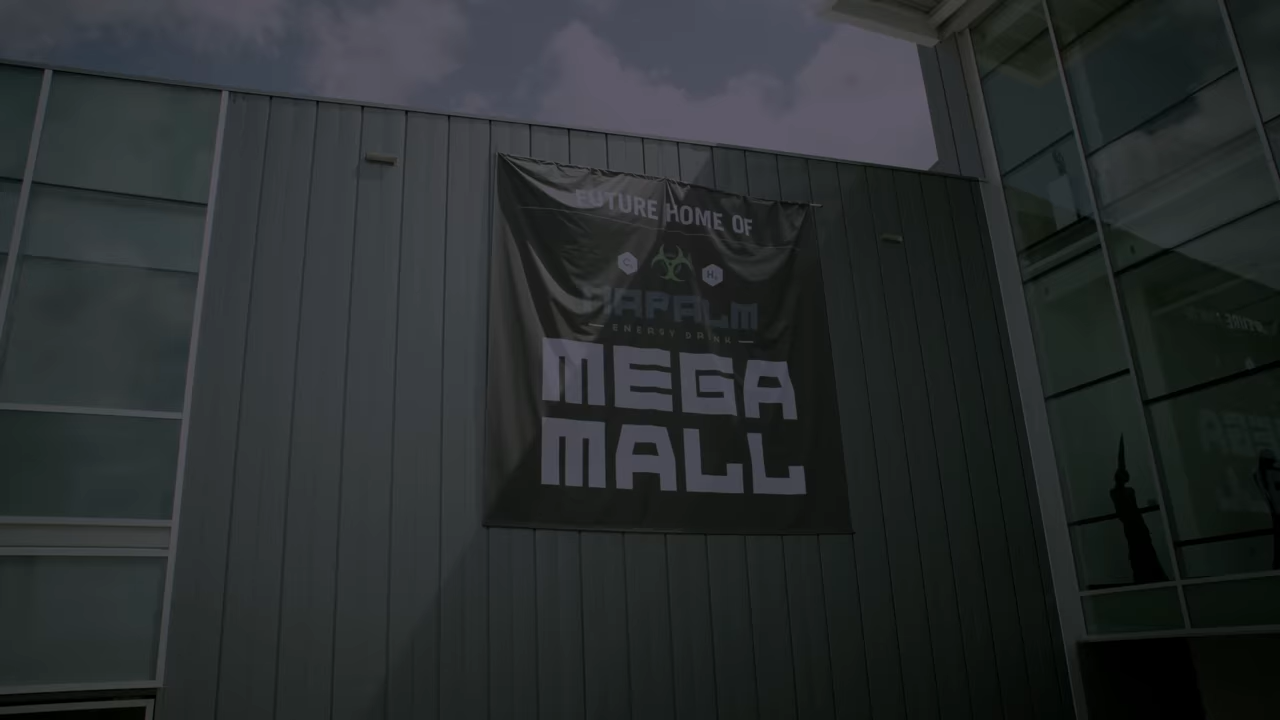 FUTURE HOME OF
NAPALM
ENERGY DRINK
MEGA
MALL